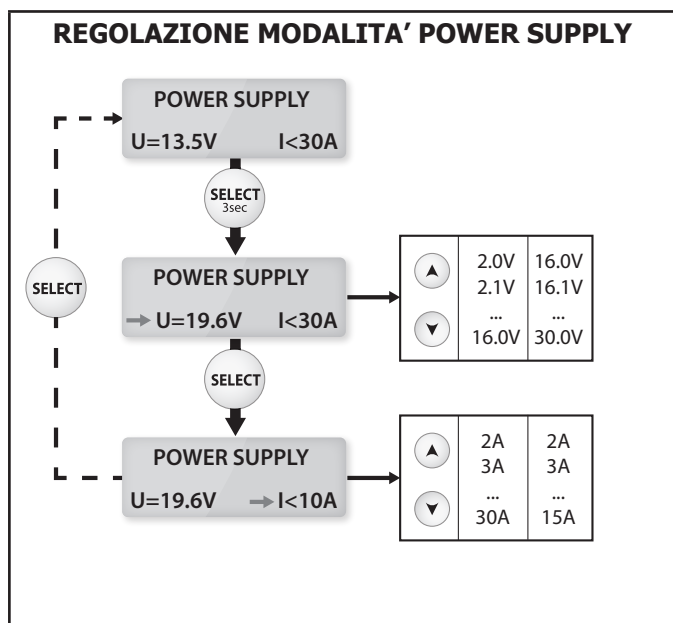 REGOLAZIONE MODALITA’ POWER SUPPLY
POWER SUPPLY
U=13.5V I<30A
SELECT
3sec
SELECT
POWER SUPPLY
U=19.6V I<30A
2.0V 16.0V
2.1V 16.1V
... ...
16.0V 30.0V
SELECT
POWER SUPPLY
U=19.6V I<10A
2A 2A
3A 3A
... ...
30A 15A